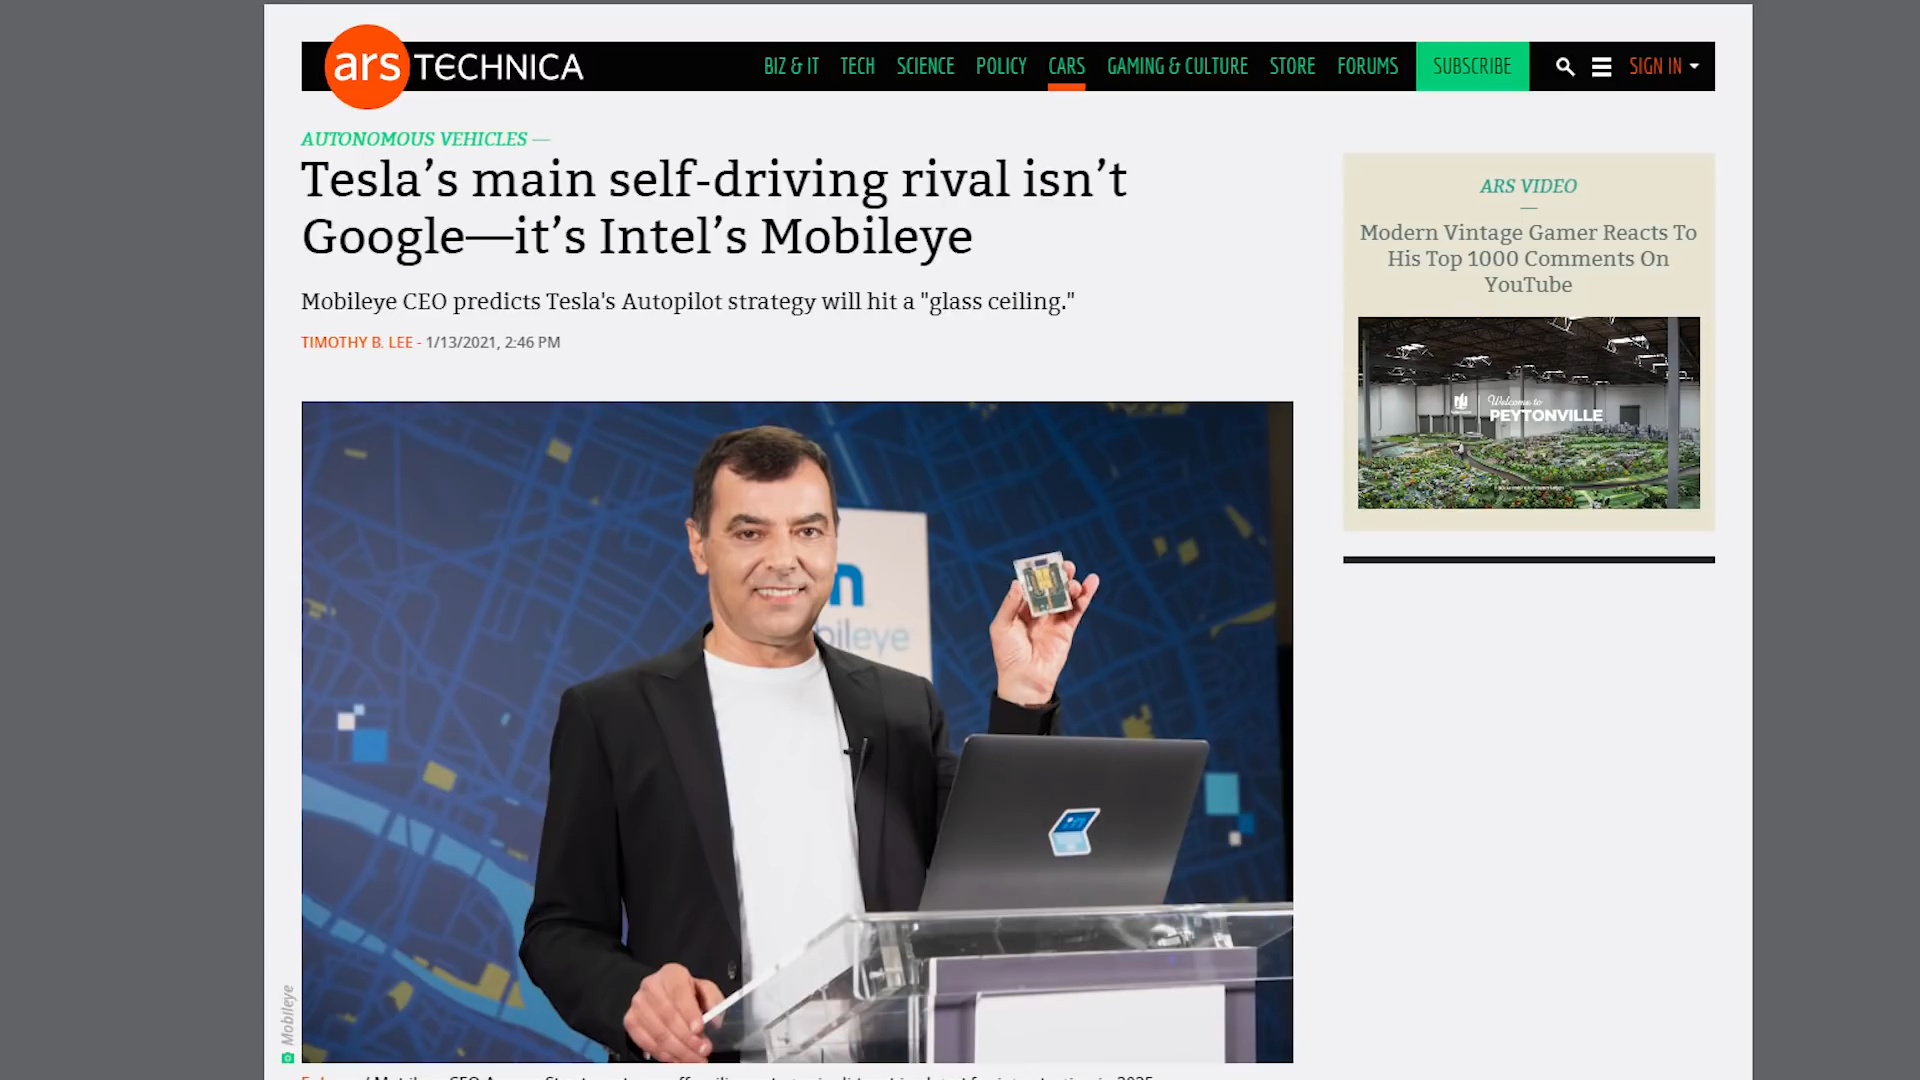 ars TECHNICA
BIZ & IT TECH SCIENCE POLICY CARS GAMING & CULTURE STORE FORUMS SUBSCRIBE SIGN IN
AUTONOMOUS VEHICLES —
Tesla’s main self-driving rival isn’t
Google—it’s Intel’s Mobileye
Mobileye CEO predicts Tesla's Autopilot strategy will hit a "glass ceiling."
TIMOTHY B. LEE - 1/13/2021, 2:46 PM
n
bileye
Mobileye
ARS VIDEO
Modern Vintage Gamer Reacts To
His Top 1000 Comments On
YouTube
Welcome to
PEYTONVILLE